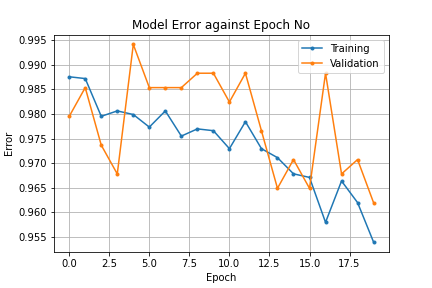 Model Error against Epoch No
0.995
0.990
0.985
0.980
0.975
0.970
0.965
0.960
0.955
Error
Training
Validation
0.0 2.5 5.0 7.5 10.0 12.5 15.0 17.5
Epoch